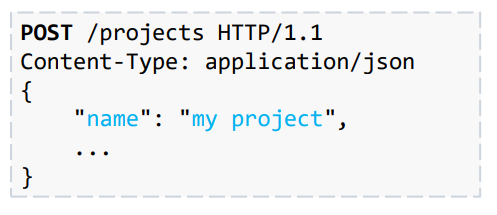 POST /projects HTTP/1.1
Content-Type: application/json
{
    "name": "my project",
    ...
}